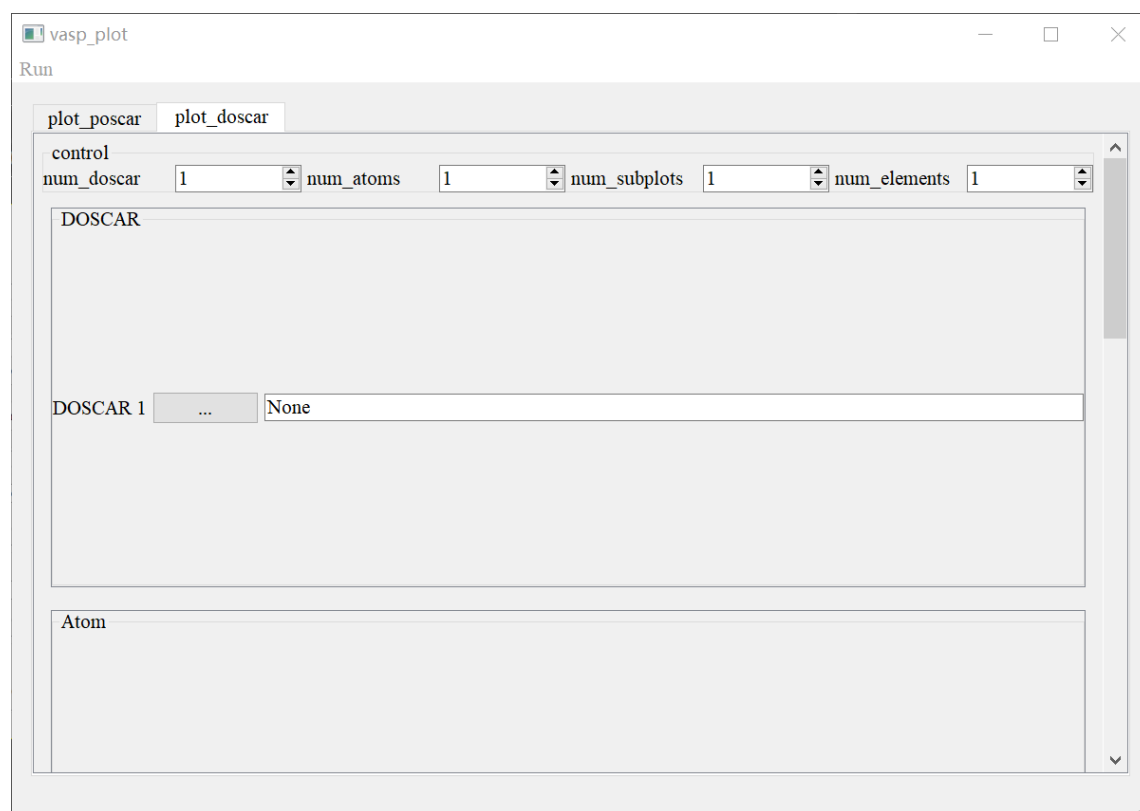 vasp_plot
Run
plot_poscar plot_doscar
control
num_doscar 1 num_atoms 1 num_subplots 1 num_elements 1
DOSCAR
DOSCAR 1 ... None
Atom